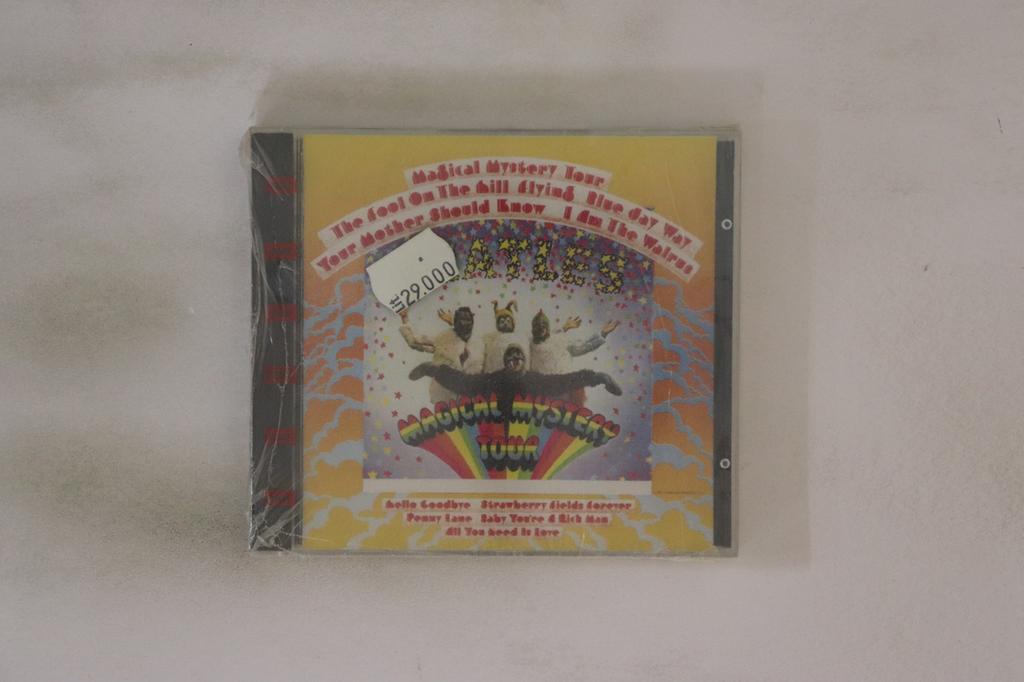 Magical Mystery Tour
The Fool On The Hill Flying Blue Jay Way
Your Mother Should Know I Am The Walrus
ATLES
Lit 29.000
MAGICAL MYSTERY
TOUR
Hello Goodbye Strawberry Fields Forever
Penny Lane Baby You're A Rich Man
All You Need Is Love